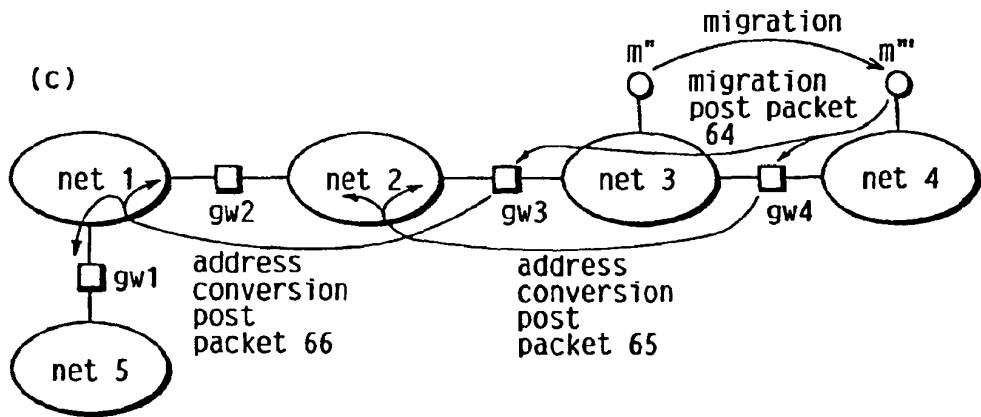 (c)
migration
m"
m"'
migration
post packet
64
net 1
net 2
net 3
net 4
gw2
gw3
gw4
gw1
address
conversion
post
packet 66
address
conversion
post
packet 65
net 5